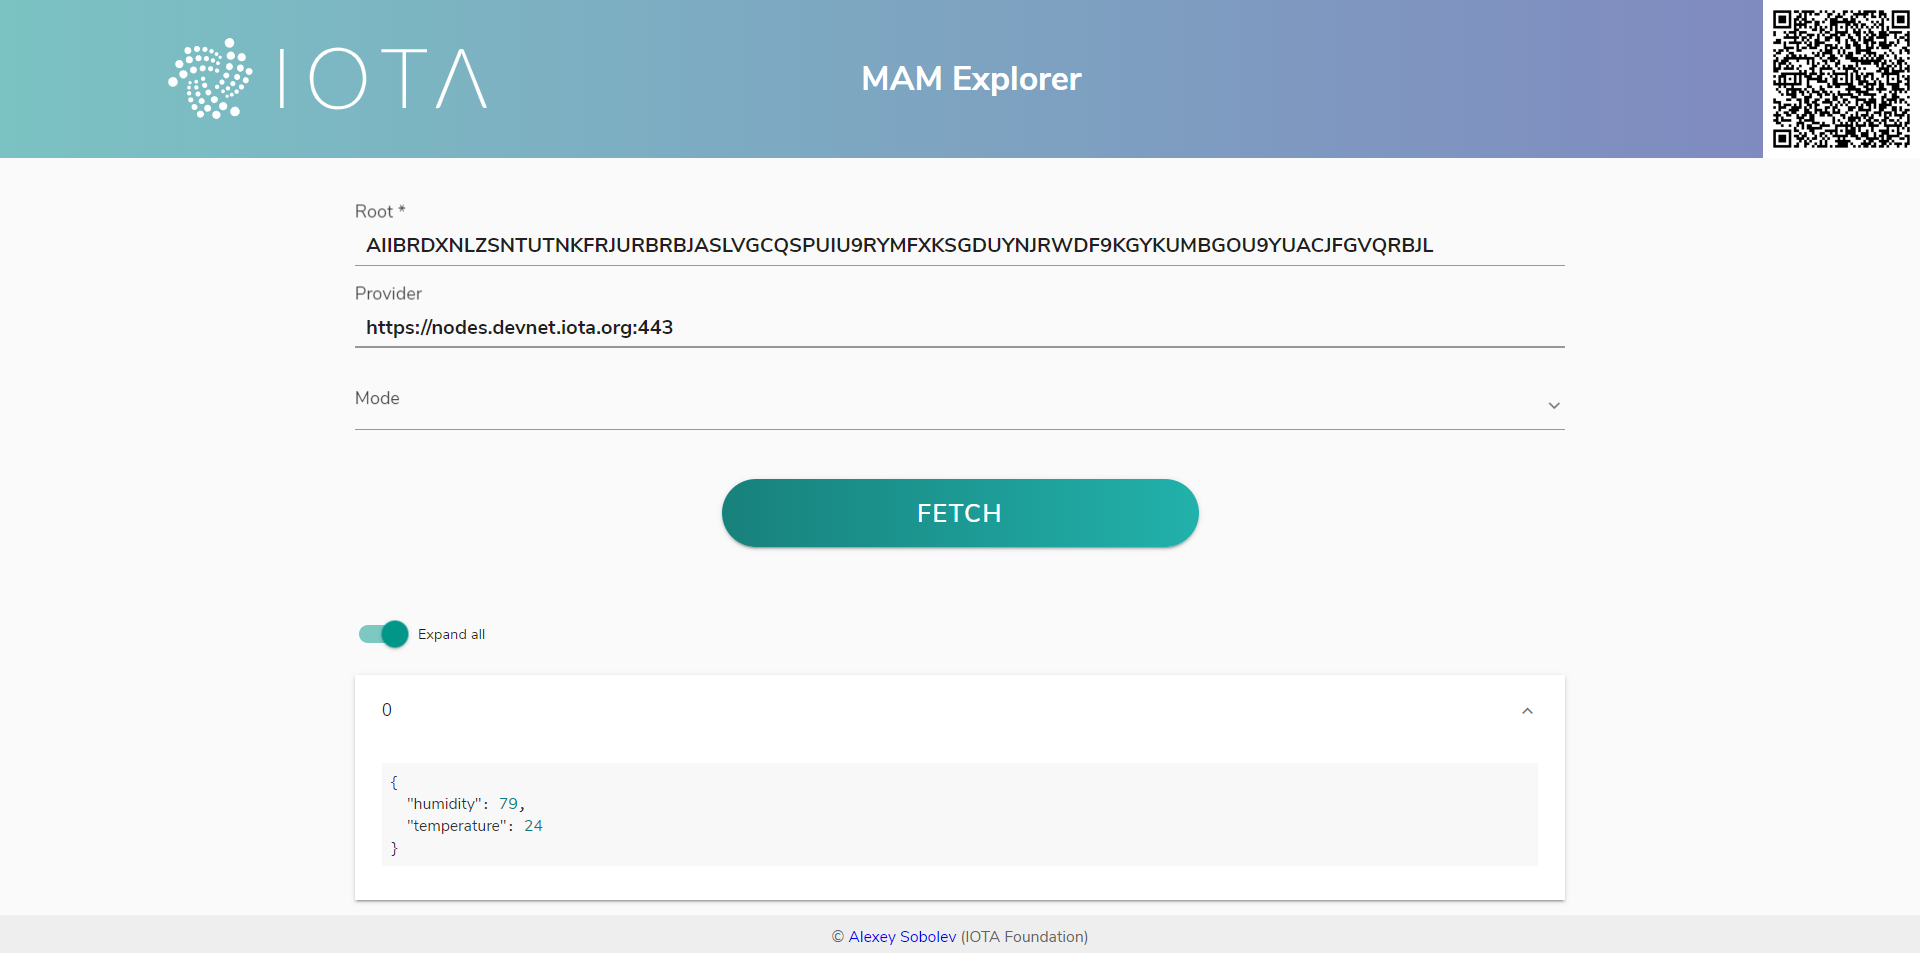 IOTA
MAM Explorer
Root *
AIIBRDXNLZSNTUTNKFRJURBRBJASLVGCQSPUIU9RYMFXKSGDUYNJRWDF9KGYKUMBGOU9YUACJFGVQRBJL
Provider
https://nodes.devnet.iota.org:443
Mode
FETCH
Expand all
0
{
"humidity": 79,
"temperature": 24
}
© Alexey Sobolev (IOTA Foundation)